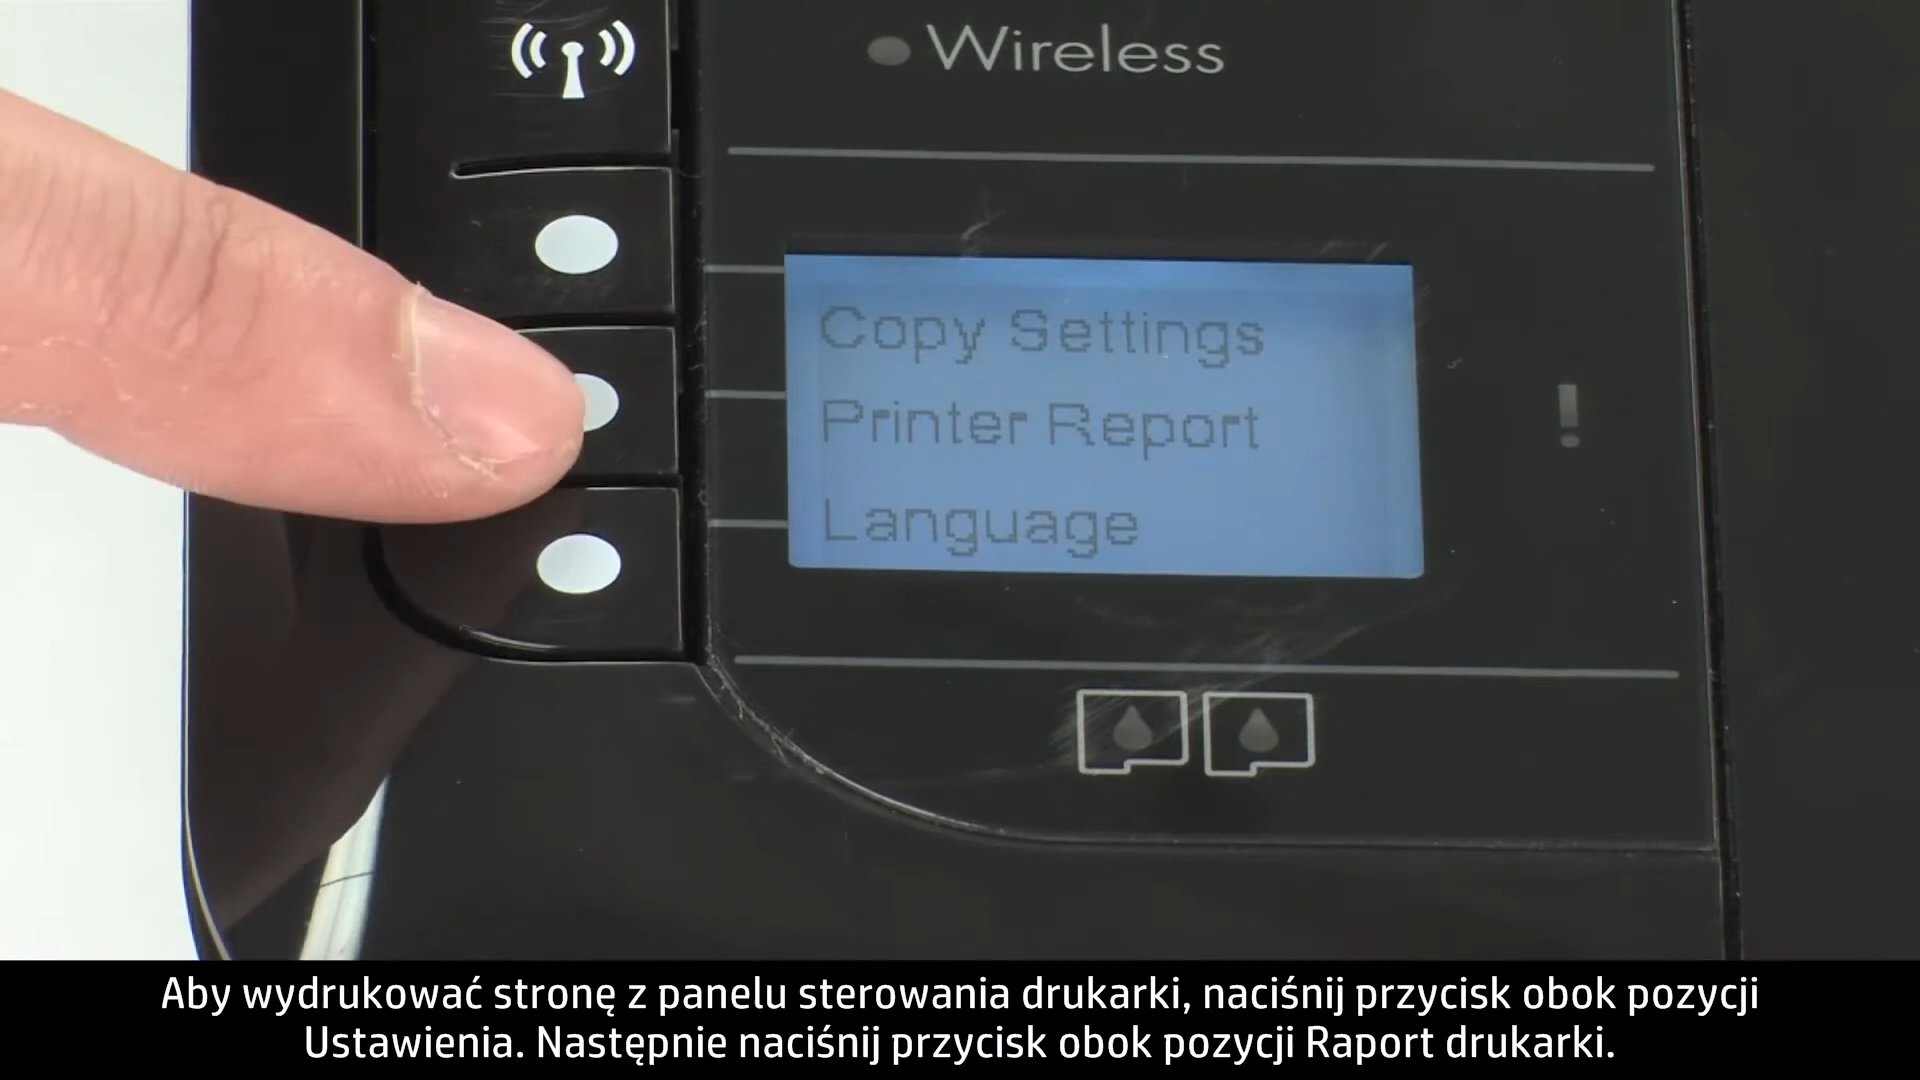 Wireless
Copy Settings
Printer Report
Language
!
Aby wydrukować stronę z panelu sterowania drukarki, naciśnij przycisk obok pozycji
Ustawienia. Następnie naciśnij przycisk obok pozycji Raport drukarki.